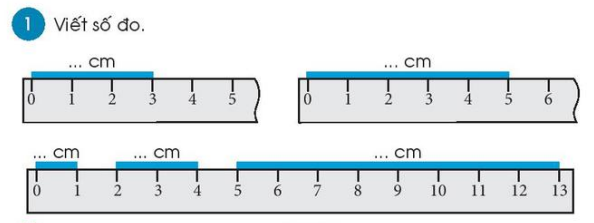 1 Viết số đo.
... cm
0 1 2 3 4 5
... cm
0 1 2 3 4 5 6
... cm ... cm ... cm
0 1 2 3 4 5 6 7 8 9 10 11 12 13